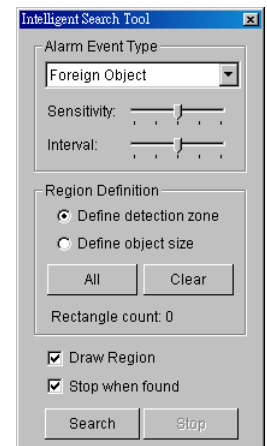 Intelligent Search Tool
Alarm Event Type
Foreign Object
Sensitivity:
Interval:
Region Definition
Define detection zone
Define object size
All Clear
Rectangle count: 0
Draw Region
Stop when found
Search Stop